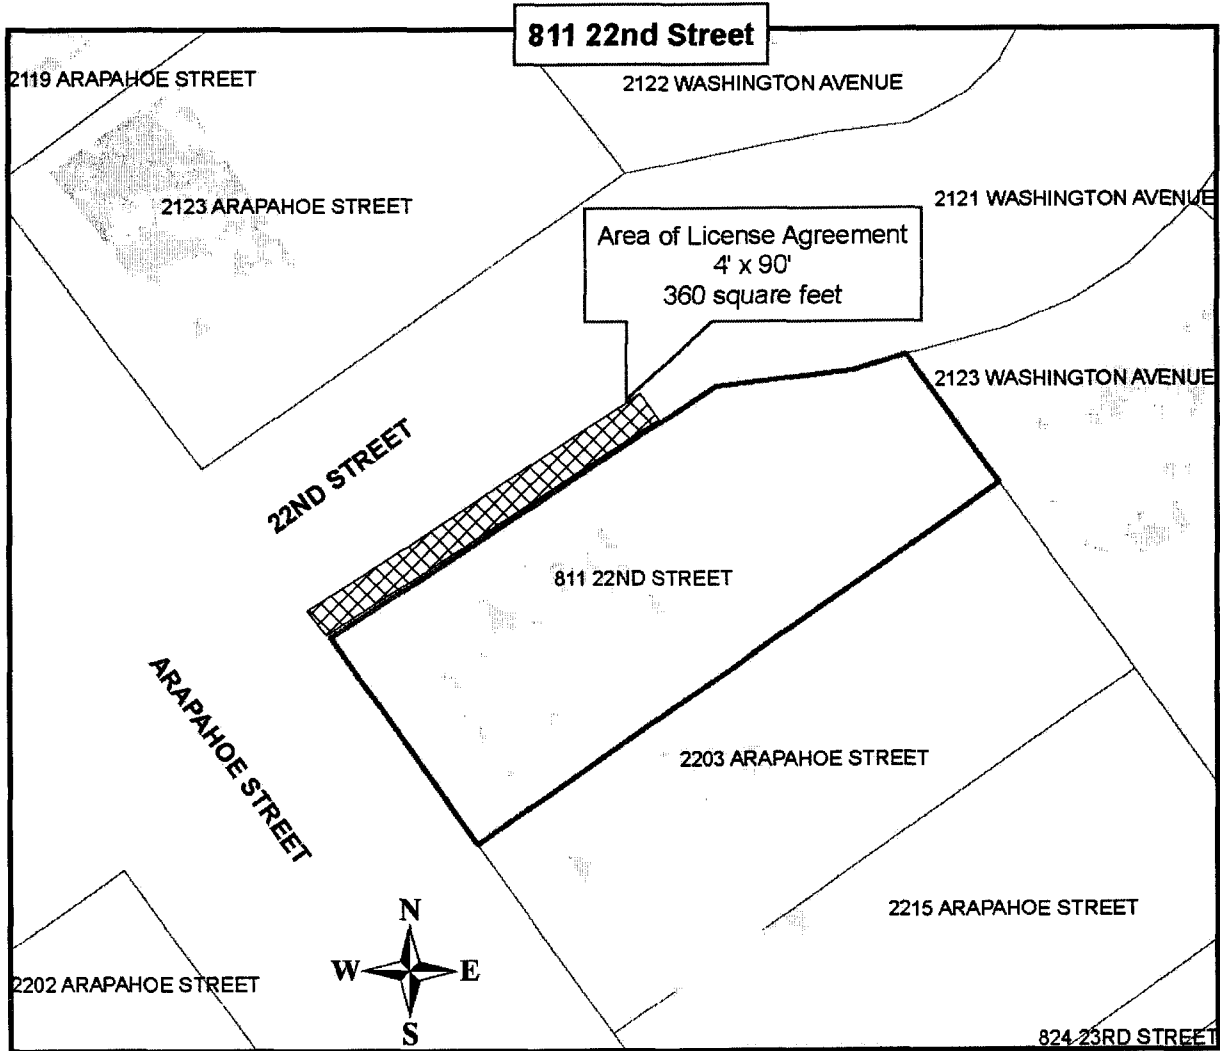 811 22nd Street
2119 ARAPAHOE STREET
2122 WASHINGTON AVENUE
2123 ARAPAHOE STREET
2121 WASHINGTON AVENUE
Area of License Agreement
4' x 90'
360 square feet
2123 WASHINGTON AVENUE
22ND STREET
811 22ND STREET
ARAPAHOE STREET
2203 ARAPAHOE STREET
2215 ARAPAHOE STREET
N
W E
S
2202 ARAPAHOE STREET
824 23RD STREET